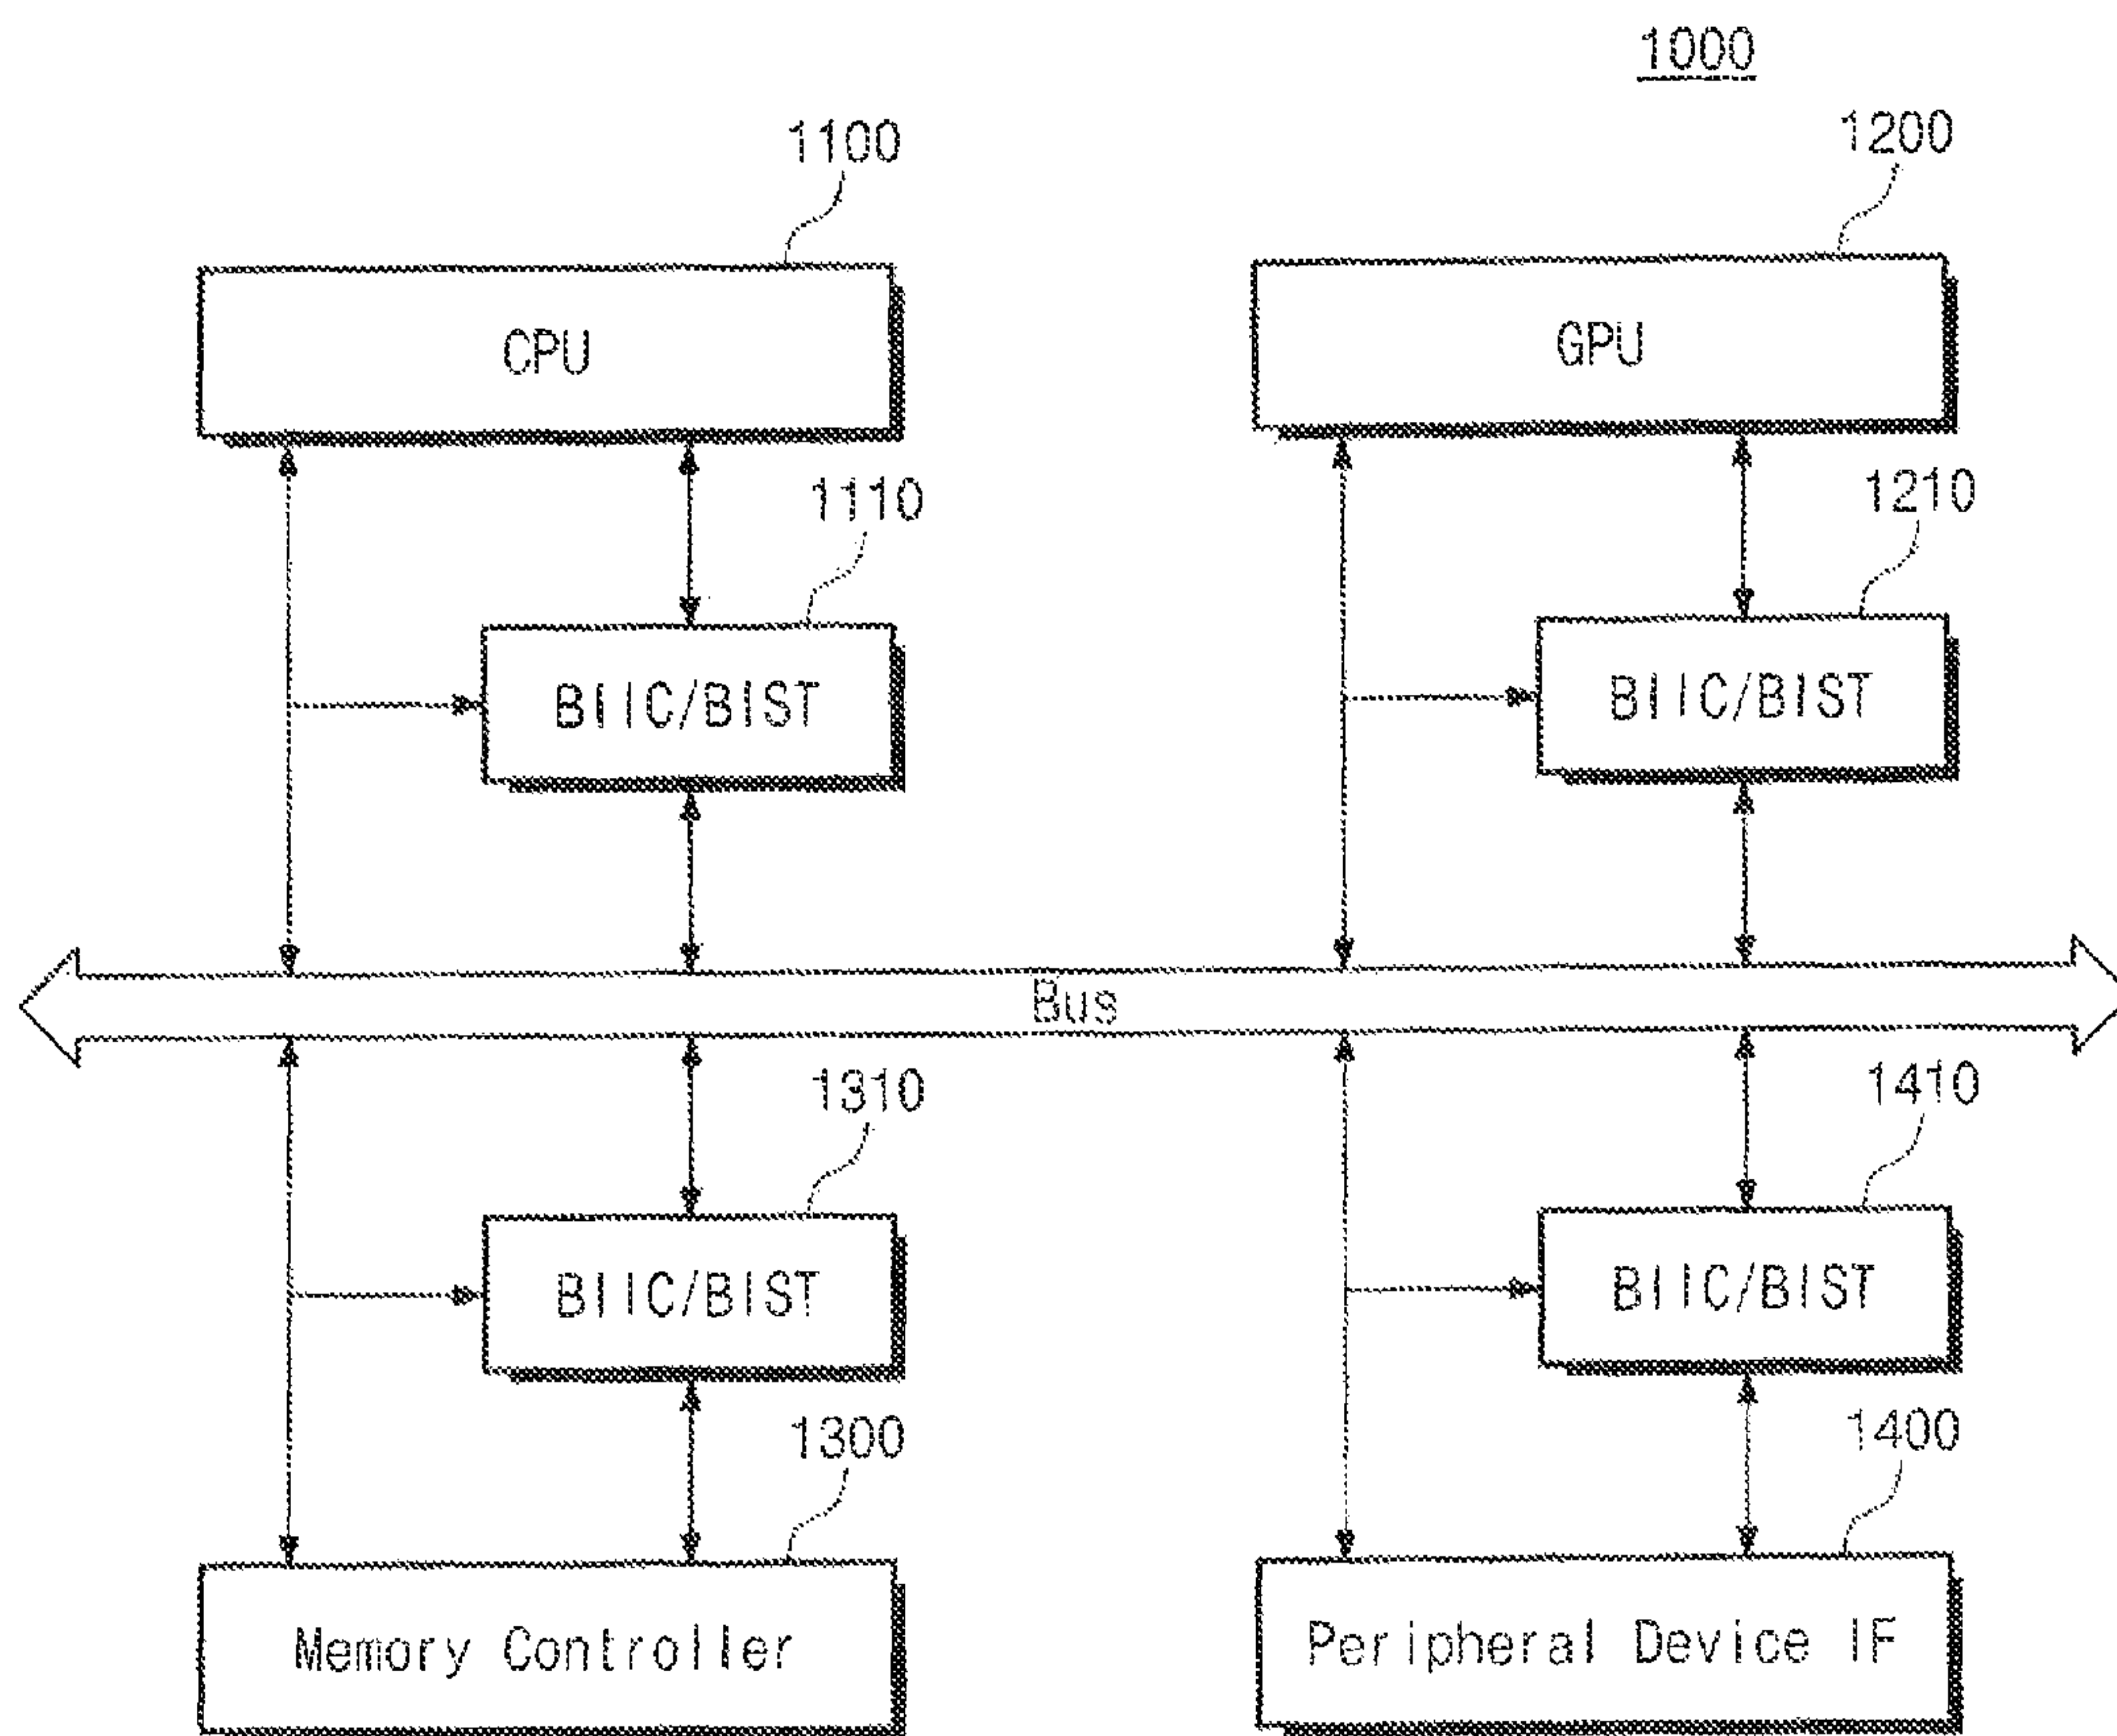 1000
1100
1200
CPU
GPU
1110
1210
BIIC/BIST
BIIC/BIST
Bus
1310
1410
BIIC/BIST
BIIC/BIST
1300
1400
Memory Controller
Peripheral Device IF